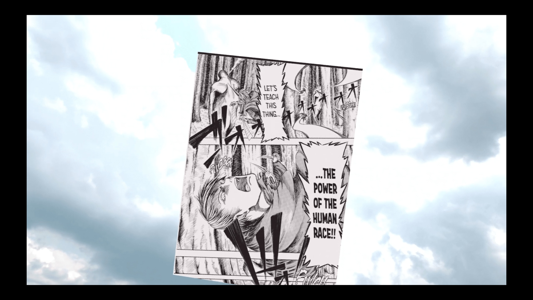 LET'S
TEACH
THIS
THING...
...THE
POWER
OF THE
HUMAN
RACE!!